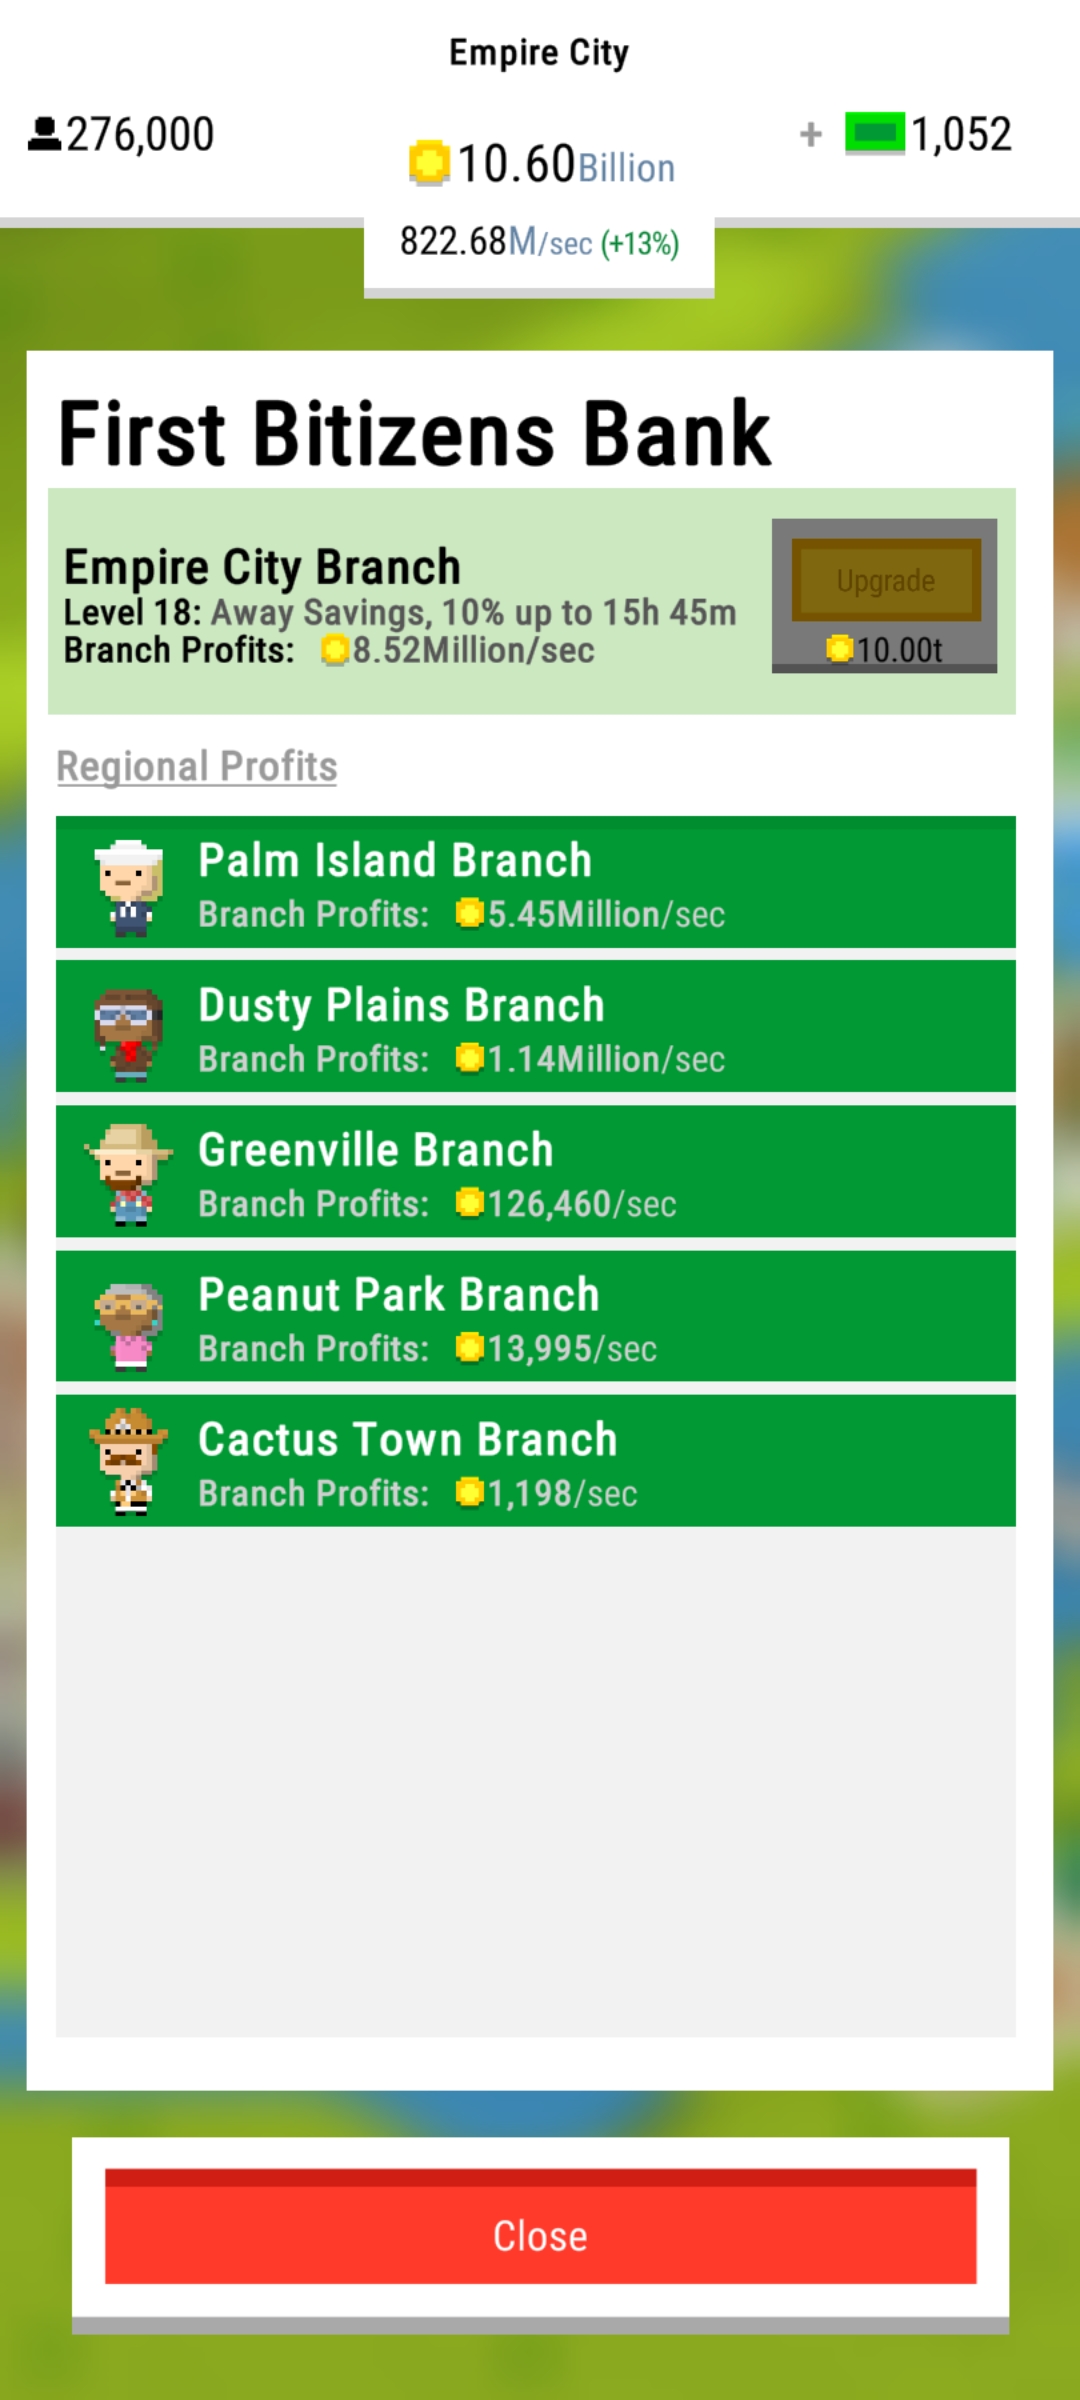 Empire City
276,000
10.60Billion
+ 1,052
822.68M/sec (+13%)
First Bitizens Bank
Empire City Branch
Level 18: Away Savings, 10% up to 15h 45m
Branch Profits: 8.52Million/sec
Upgrade
10.00t
Regional Profits
Palm Island Branch
Branch Profits: 5.45Million/sec
Dusty Plains Branch
Branch Profits: 1.14Million/sec
Greenville Branch
Branch Profits: 126,460/sec
Peanut Park Branch
Branch Profits: 13,995/sec
Cactus Town Branch
Branch Profits: 1,198/sec
Close